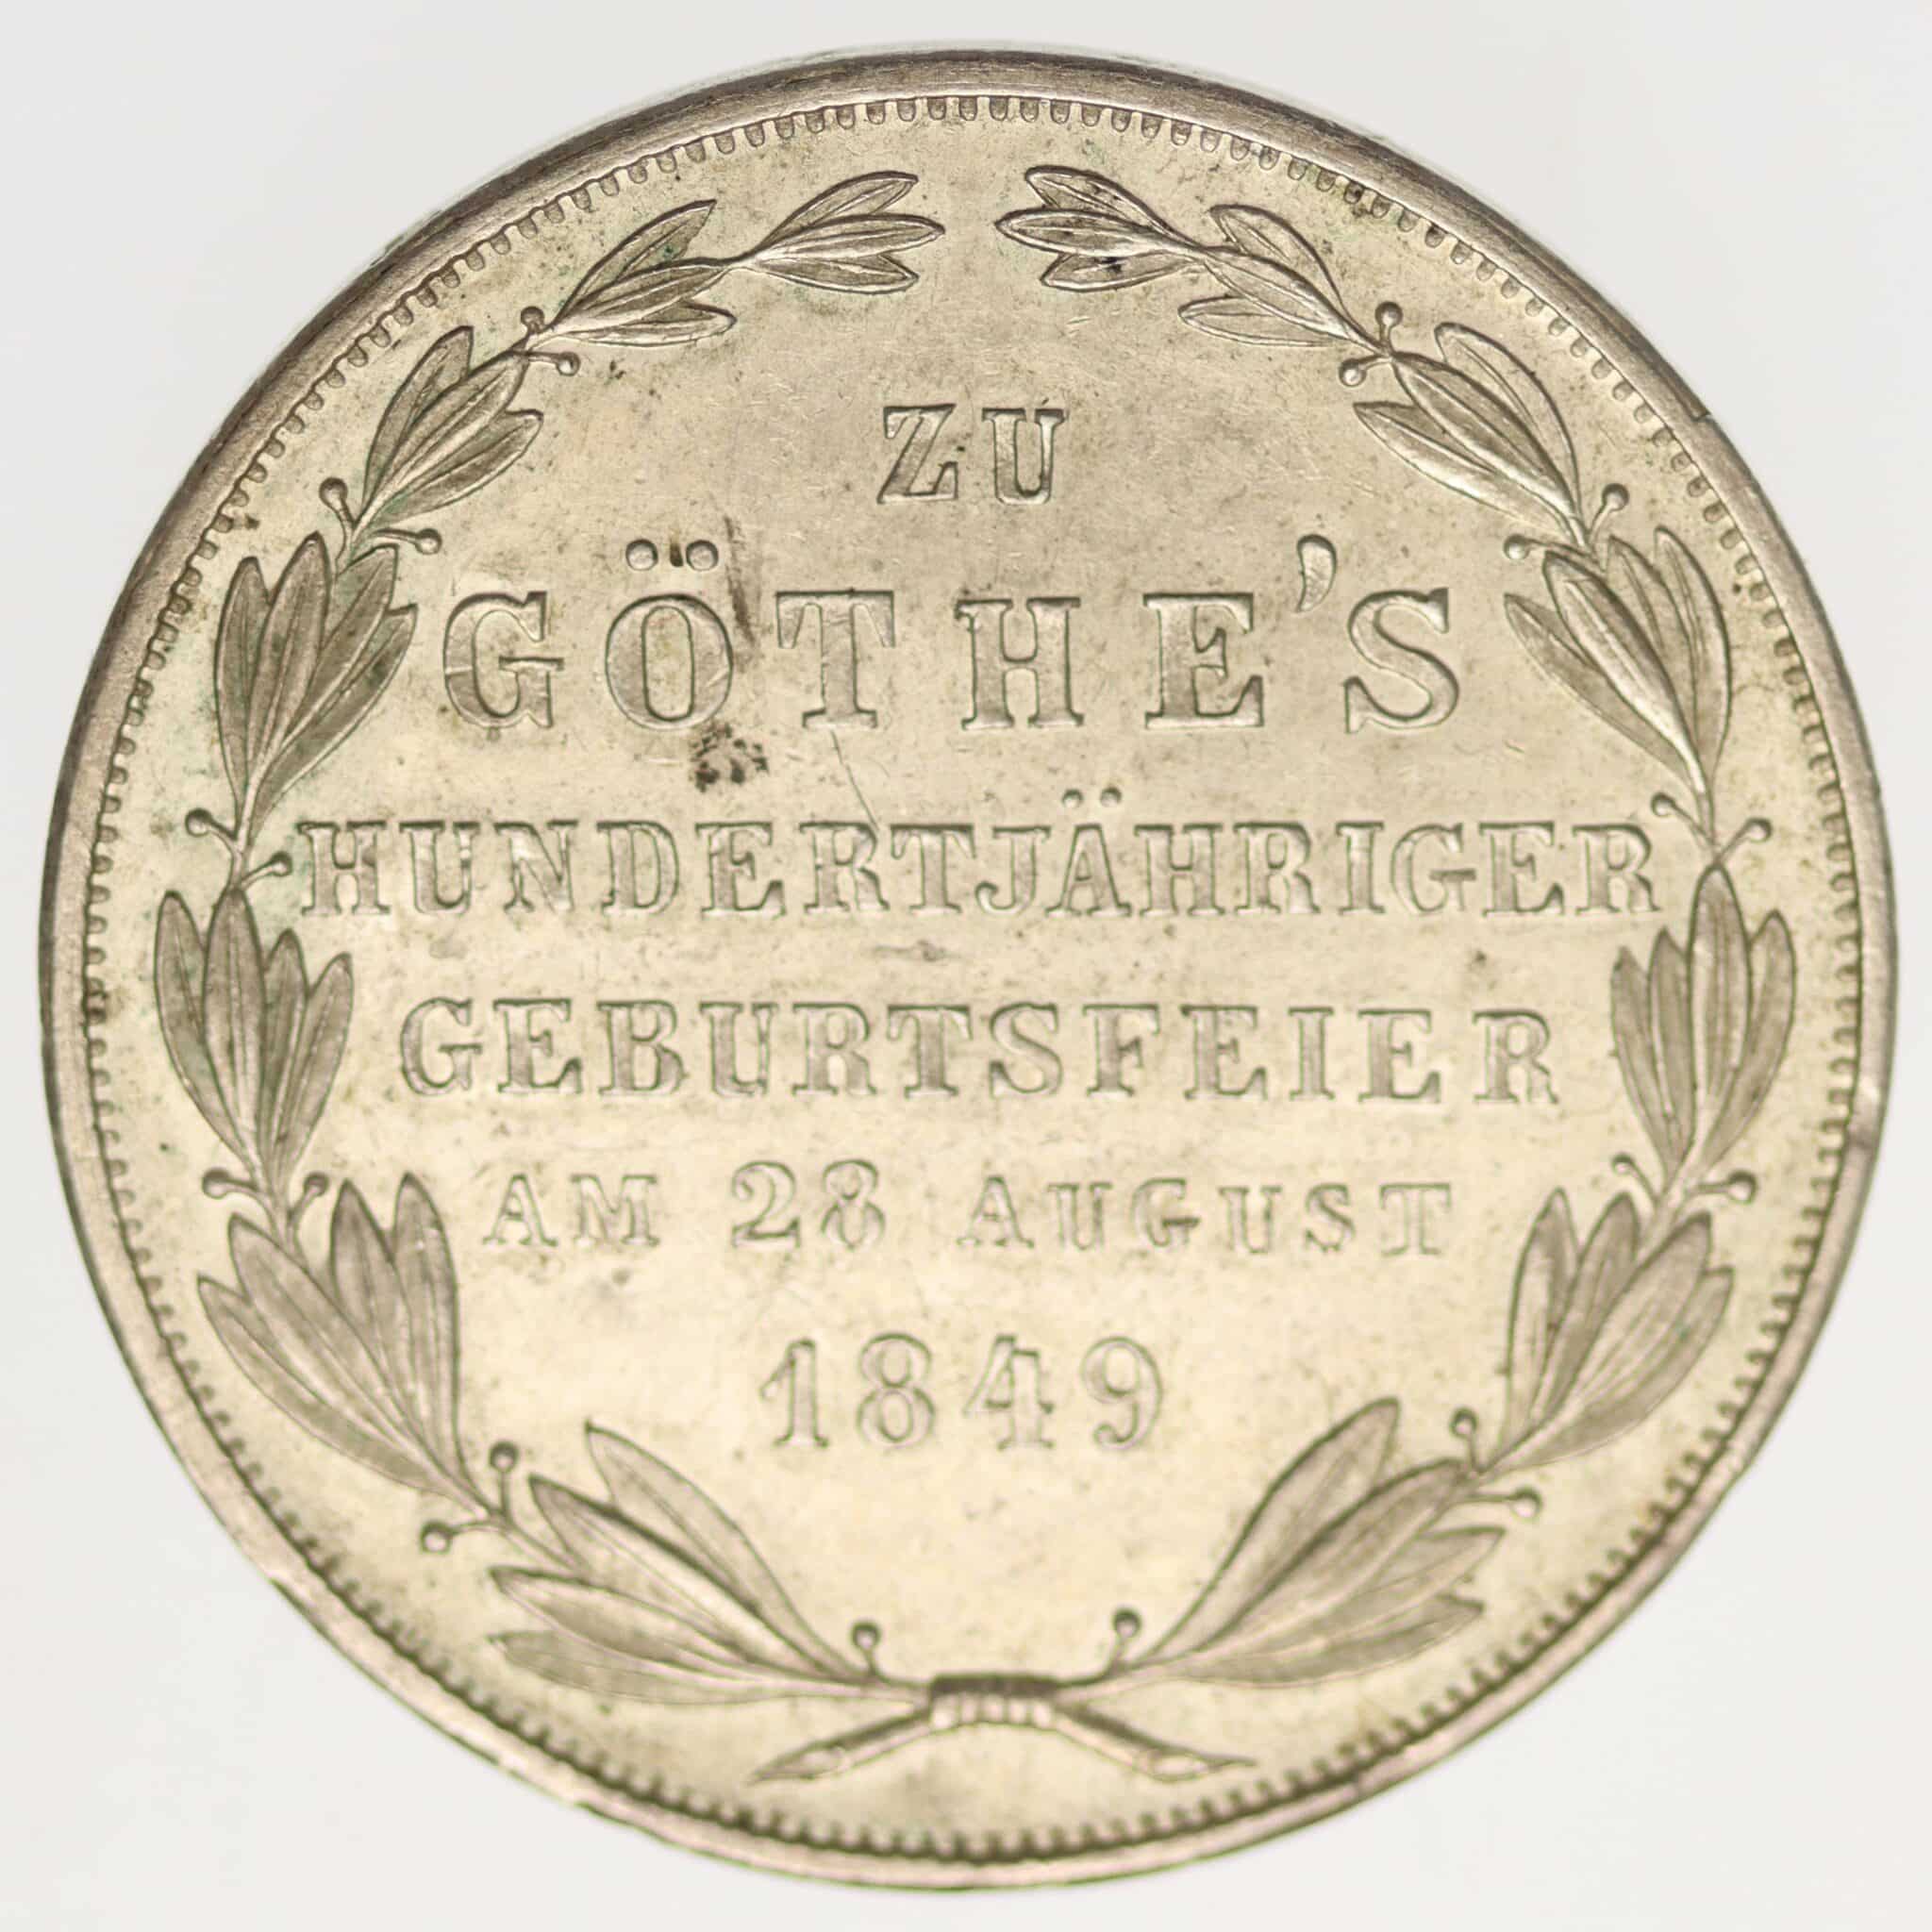 ZU
GÖTHE'S
HUNDERTJÄHRIGER
GEBURTSFEIER
AM 28 AUGUST
1849